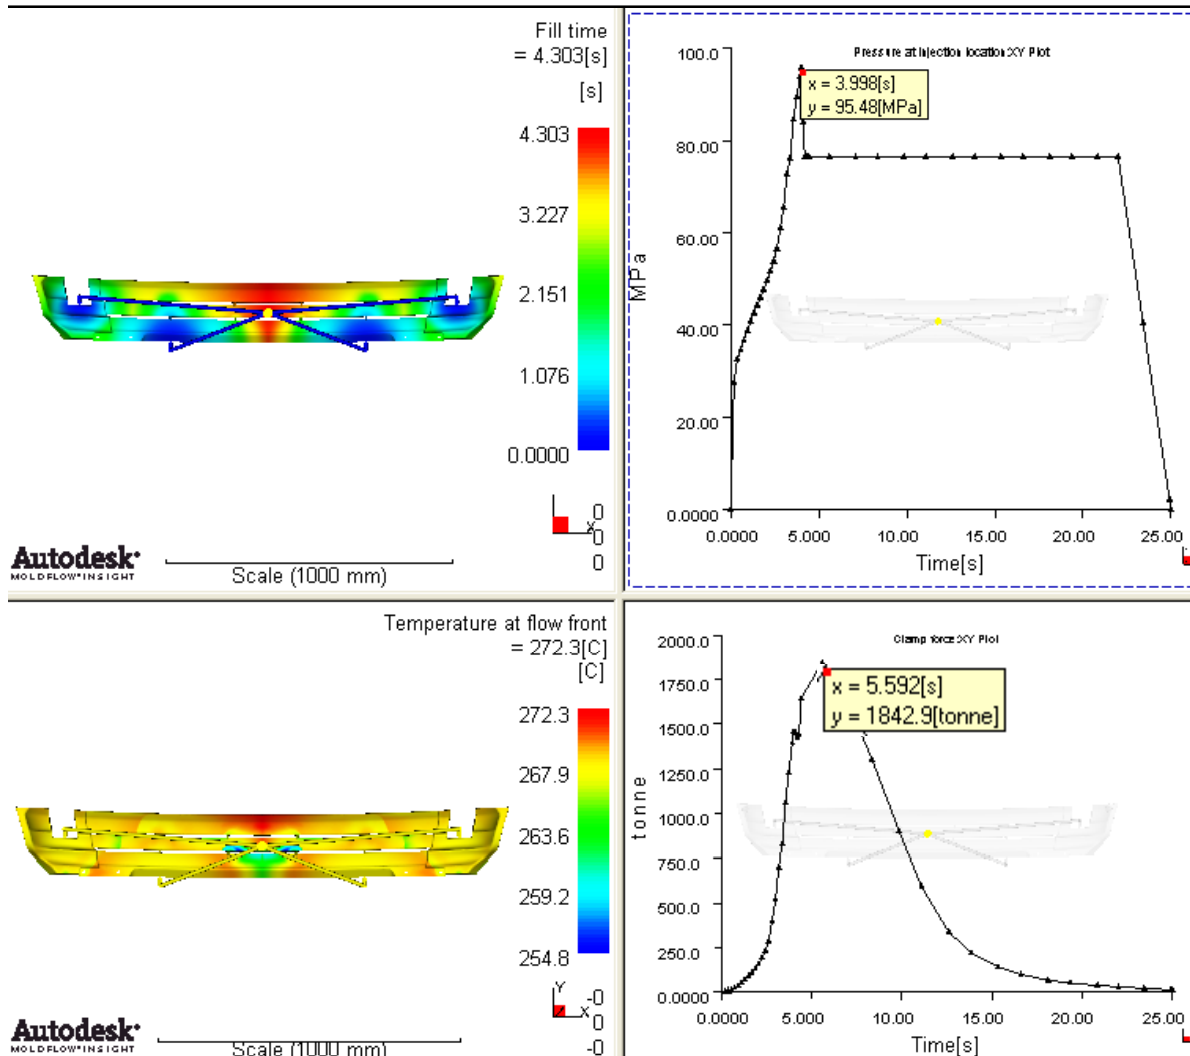 Fill time
= 4.303[s]
[s]
4.303
3.227
2.151
1.076
0.0000
X
0
0
0
Autodesk
MOLDFLOW INSIGHT
Scale (1000 mm)
Pressure at injection location:XY Plot
100.0
x = 3.998[s]
y = 95.48[MPa]
80.00
60.00
MPa
40.00
20.00
0.0000
0.0000 5.000 10.00 15.00 20.00 25.00
Time[s]
Temperature at flow front
= 272.3[C]
[C]
272.3
267.9
263.6
259.2
254.8
Y
X
-0
0
-0
Autodesk
MOLDFLOW INSIGHT
Scale (1000 mm)
Clamp force:XY Plot
2000.0
1750.0
x = 5.592[s]
y = 1842.9[tonne]
1500.0
1250.0
tonne
1000.0
750.0
500.0
250.0
0.0000
0.0000 5.000 10.00 15.00 20.00 25.00
Time[s]